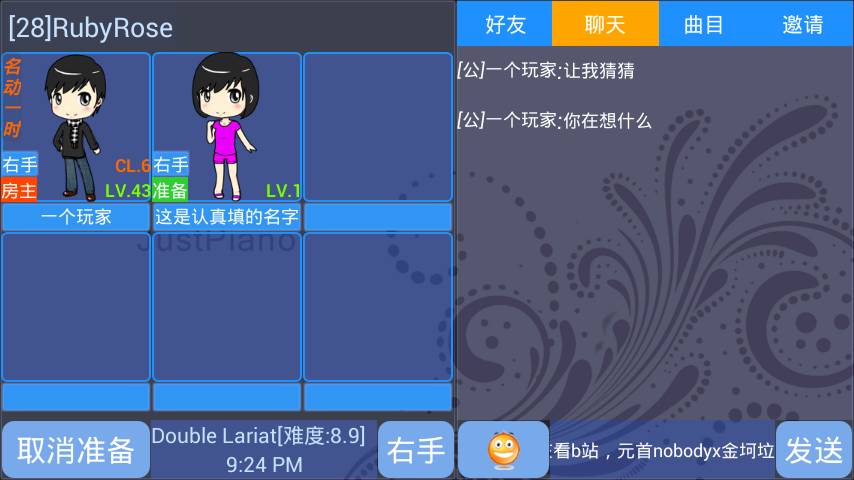 [28]RubyRose
好友
聊天
曲目
邀请
名动一时
右手
CL.6
房主
LV.43
右手
准备
LV.1
一个玩家
这是认真填的名字
JustPiano
[公]一个玩家:让我猜猜
[公]一个玩家:你在想什么
取消准备
Double Lariat[难度:8.9]
9:24 PM
右手
看b站，元首nobodyx金坷垃
发送